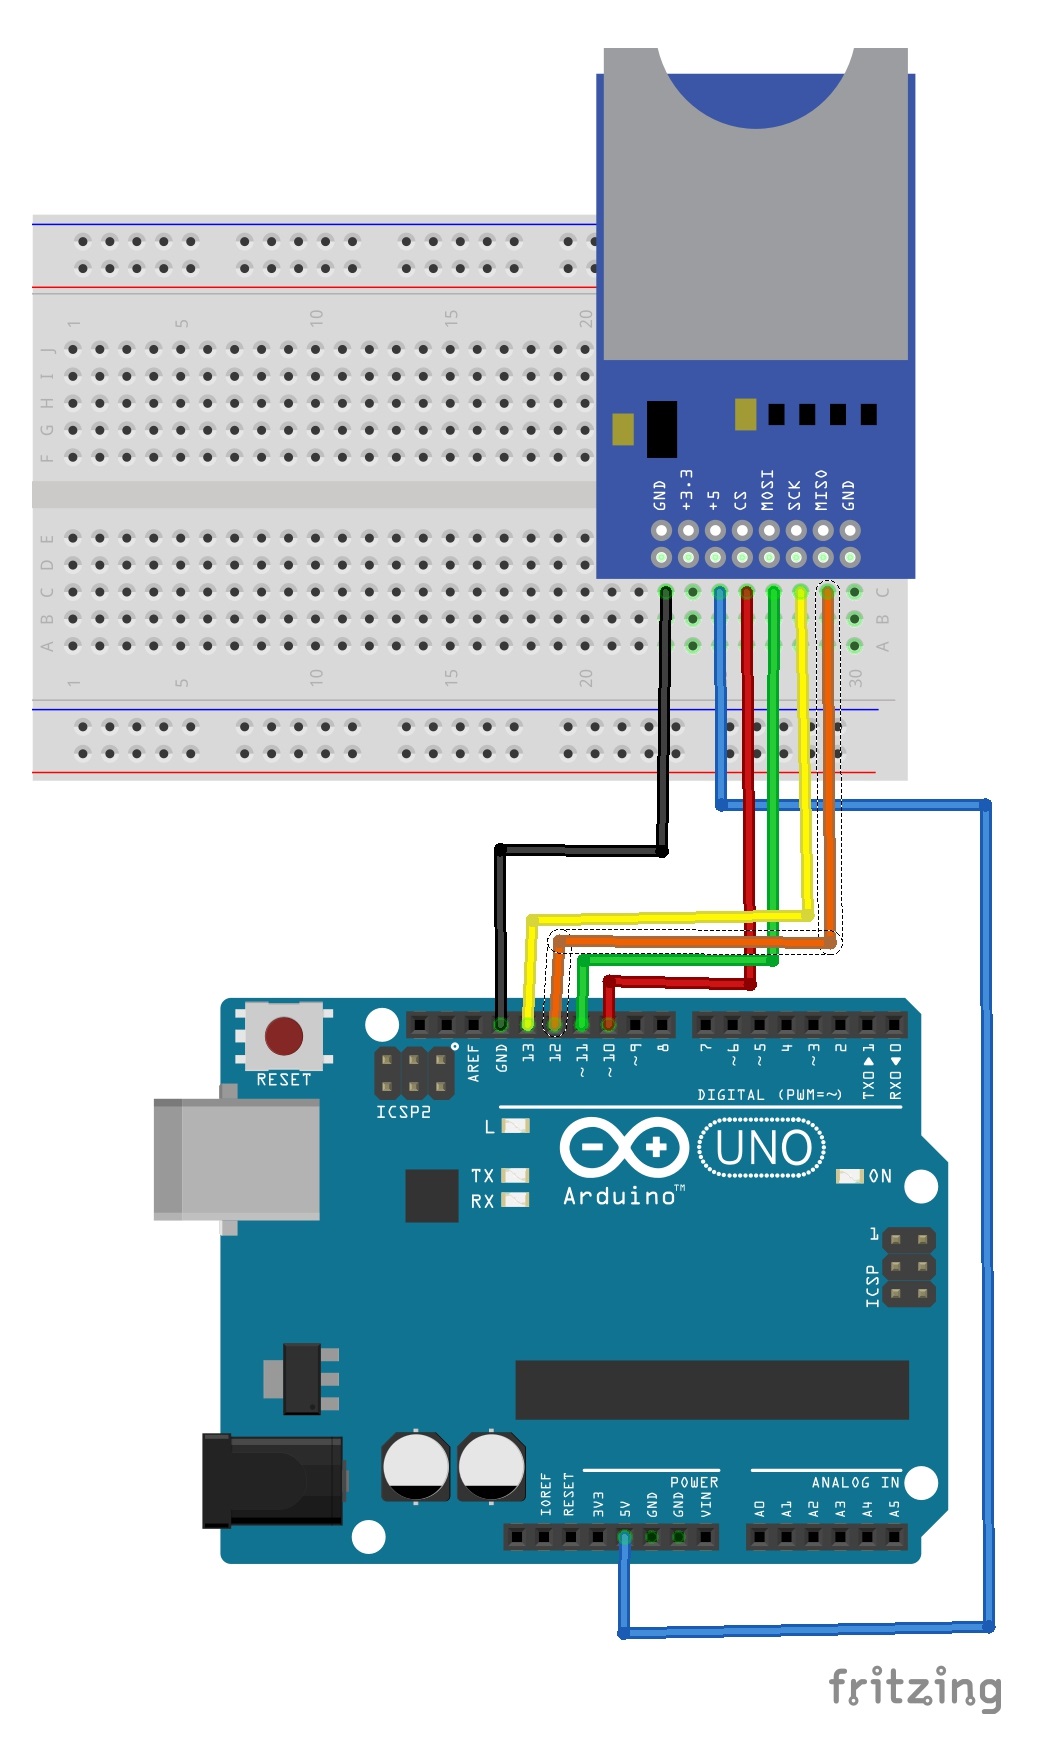 1 5 10 15 20
J
I
H
G
F
GND +3.3 +5 CS MOSI SCK MISO GND
E
D
C C
B B
A A
1 5 10 15 20 30
RESET
ICSP2
AREF GND 13 12 ~11 ~10 ~9 8 7 ~6 ~5 4 ~3 2 TX0▶1 RX0◀0
DIGITAL (PWM=~)
L
TX
RX
UNO
Arduino™
ON
1
ICSP
POWER
ANALOG IN
IOREF RESET 3V3 5V GND GND VIN A0 A1 A2 A3 A4 A5
fritzing